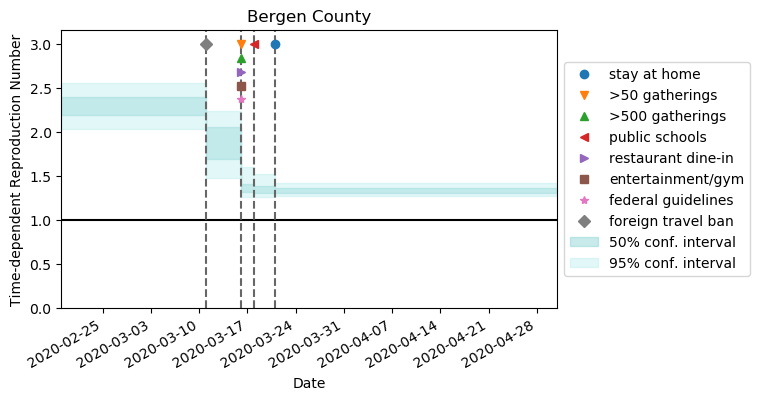 Bergen County
Time-dependent Reproduction Number
3.0
2.5
2.0
1.5
1.0
0.5
0.0
stay at home
>50 gatherings
>500 gatherings
public schools
restaurant dine-in
entertainment/gym
federal guidelines
foreign travel ban
50% conf. interval
95% conf. interval
2020-02-25
2020-03-03
2020-03-10
2020-03-17
2020-03-24
2020-03-31
2020-04-07
2020-04-14
2020-04-21
2020-04-28
Date